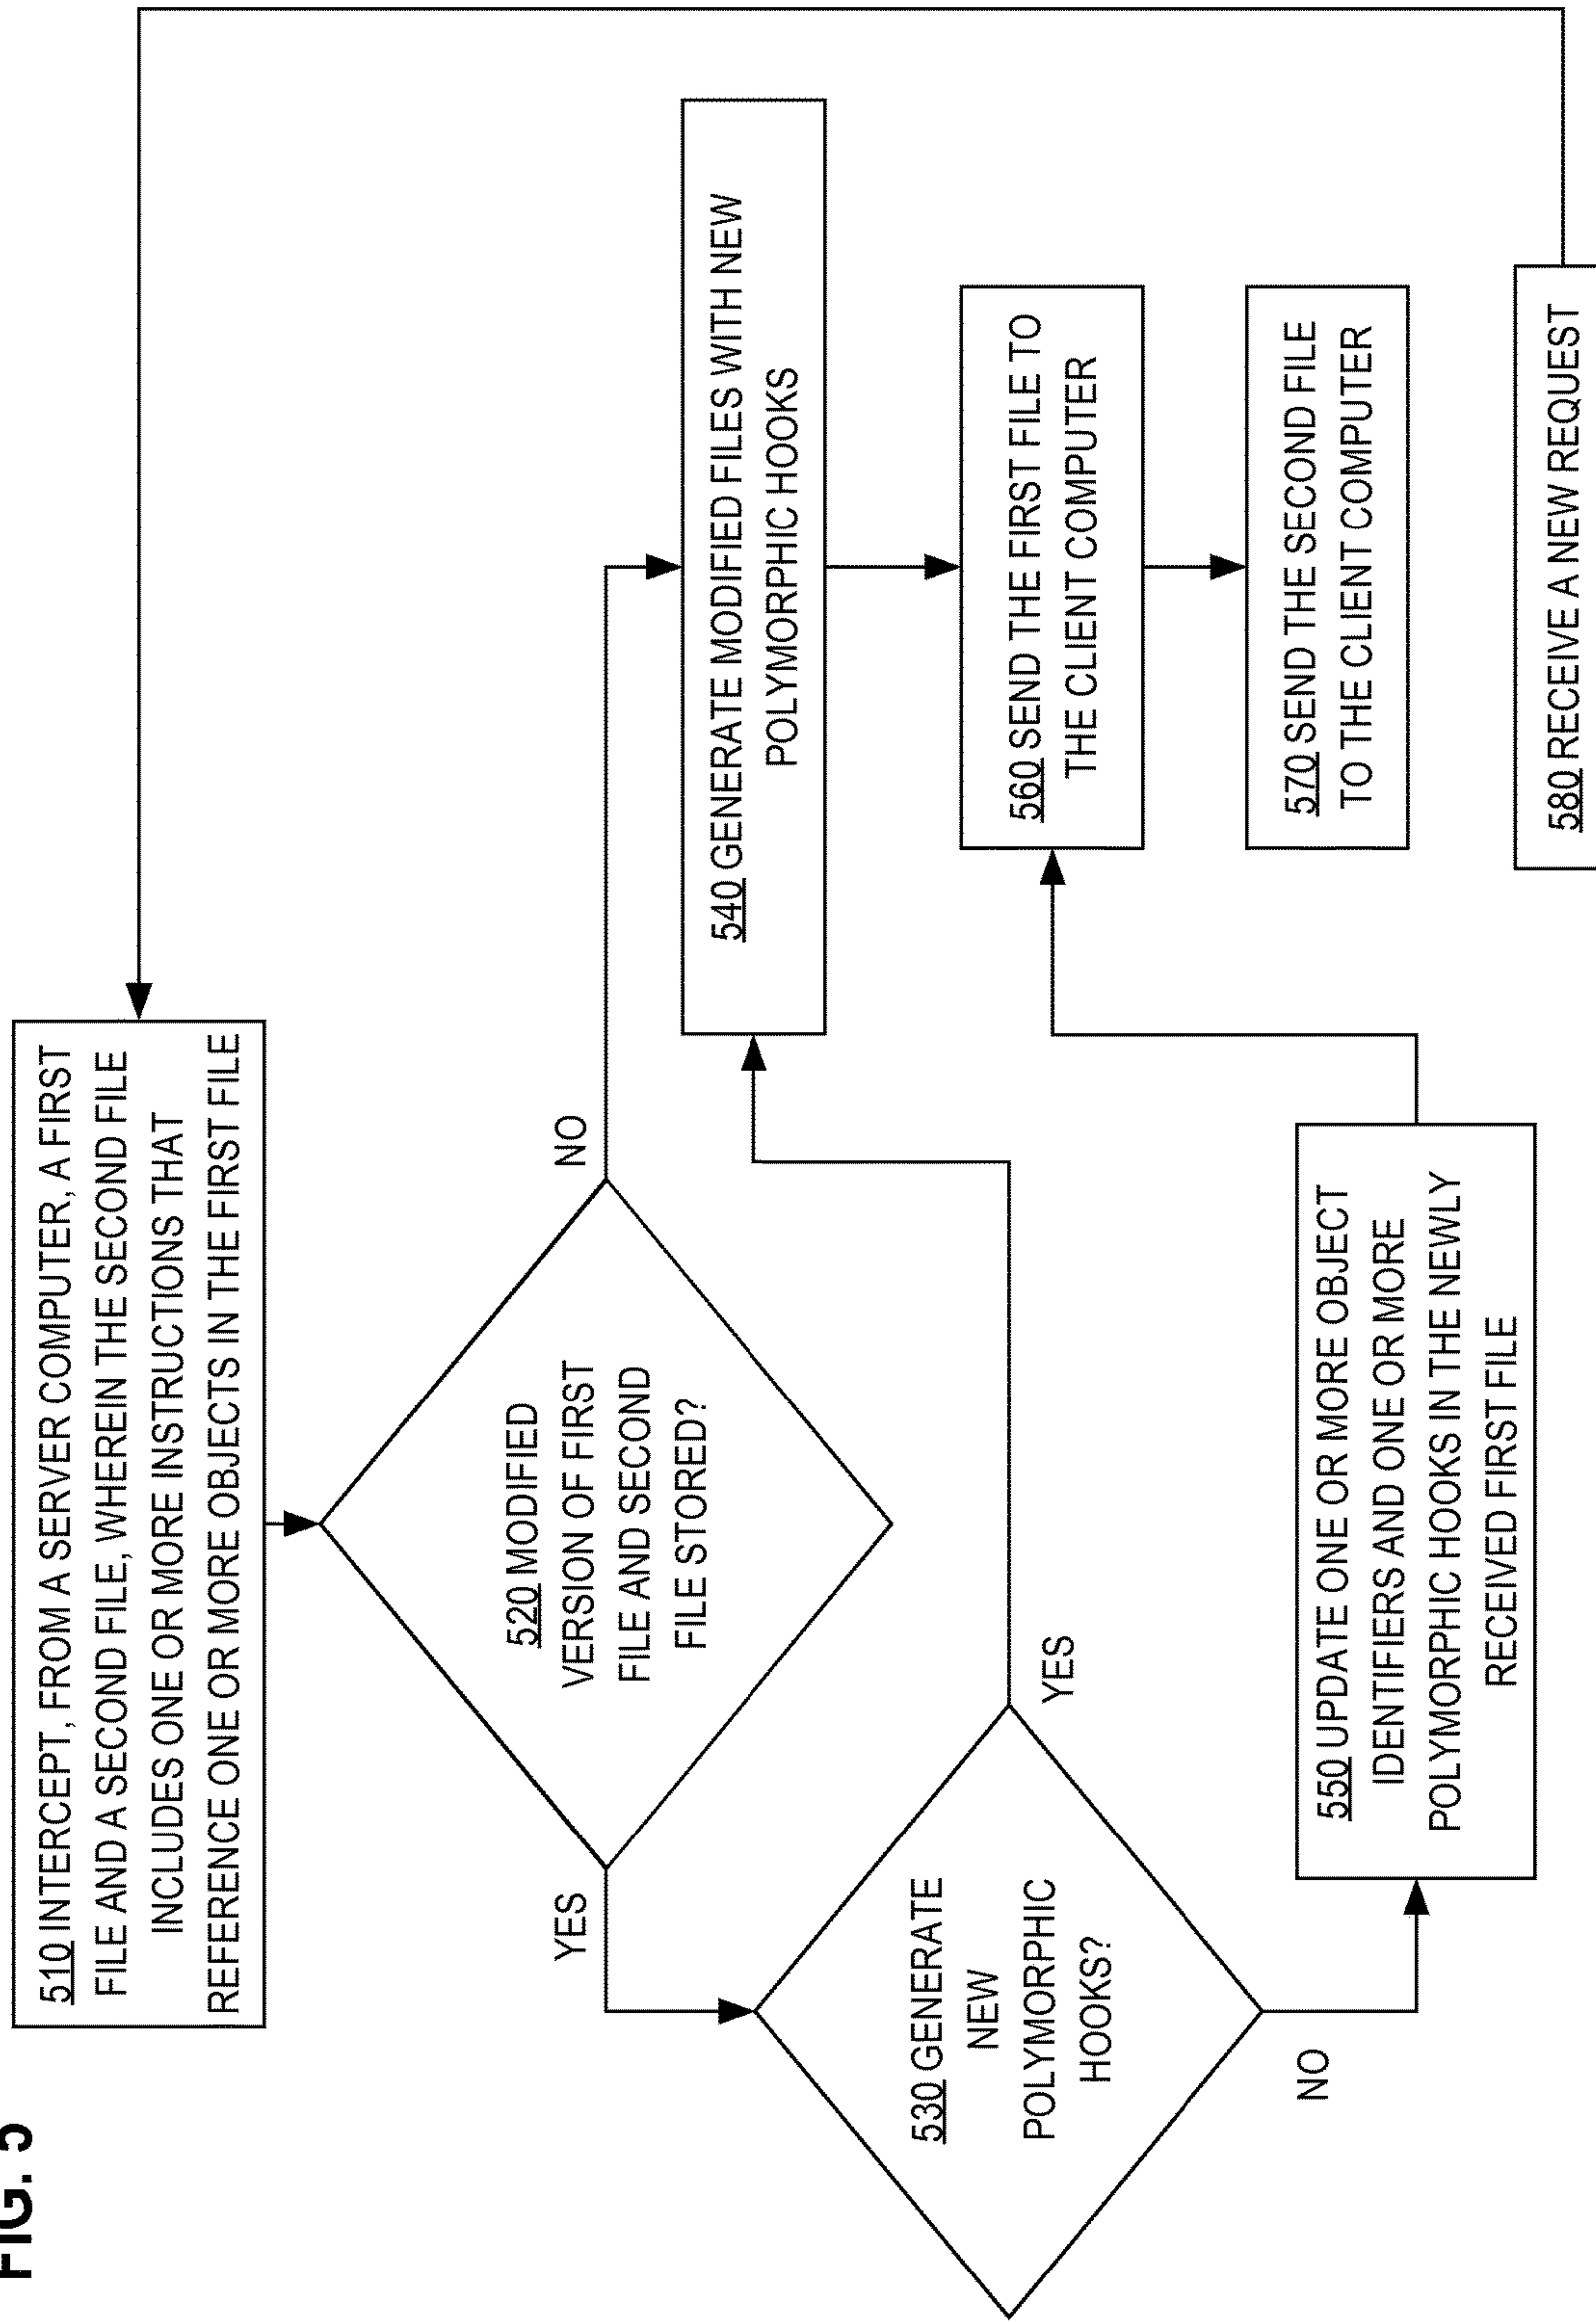 FIG. 5
510 INTERCEPT, FROM A SERVER COMPUTER, A FIRST
FILE AND A SECOND FILE, WHEREIN THE SECOND FILE
INCLUDES ONE OR MORE INSTRUCTIONS THAT
REFERENCE ONE OR MORE OBJECTS IN THE FIRST FILE
520 MODIFIED
VERSION OF FIRST
FILE AND SECOND
FILE STORED?
YES
NO
530 GENERATE
NEW
POLYMORPHIC
HOOKS?
YES
NO
540 GENERATE MODIFIED FILES WITH NEW
POLYMORPHIC HOOKS
550 UPDATE ONE OR MORE OBJECT
IDENTIFIERS AND ONE OR MORE
POLYMORPHIC HOOKS IN THE NEWLY
RECEIVED FIRST FILE
560 SEND THE FIRST FILE TO
THE CLIENT COMPUTER
570 SEND THE SECOND FILE
TO THE CLIENT COMPUTER
580 RECEIVE A NEW REQUEST